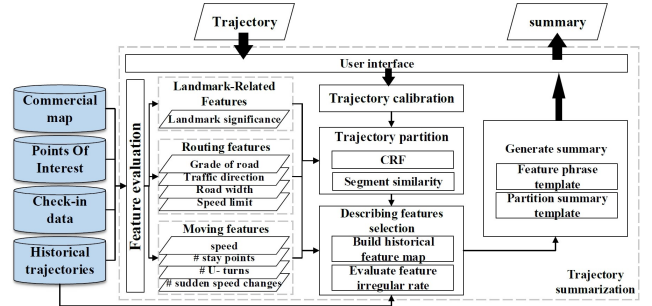 Trajectory
summary
User interface
Commercial
map
Points Of
Interest
Check-in
data
Historical
trajectories
Feature evaluation
Landmark-Related
Features
Landmark significance
Routing features
Grade of road
Traffic direction
Road width
Speed limit
Moving features
speed
# stay points
# U- turns
# sudden speed changes
Trajectory calibration
Trajectory partition
CRF
Segment similarity
Describing features
selection
Build historical
feature map
Evaluate feature
irregular rate
Generate summary
Feature phrase
template
Partition summary
template
Trajectory
summarization